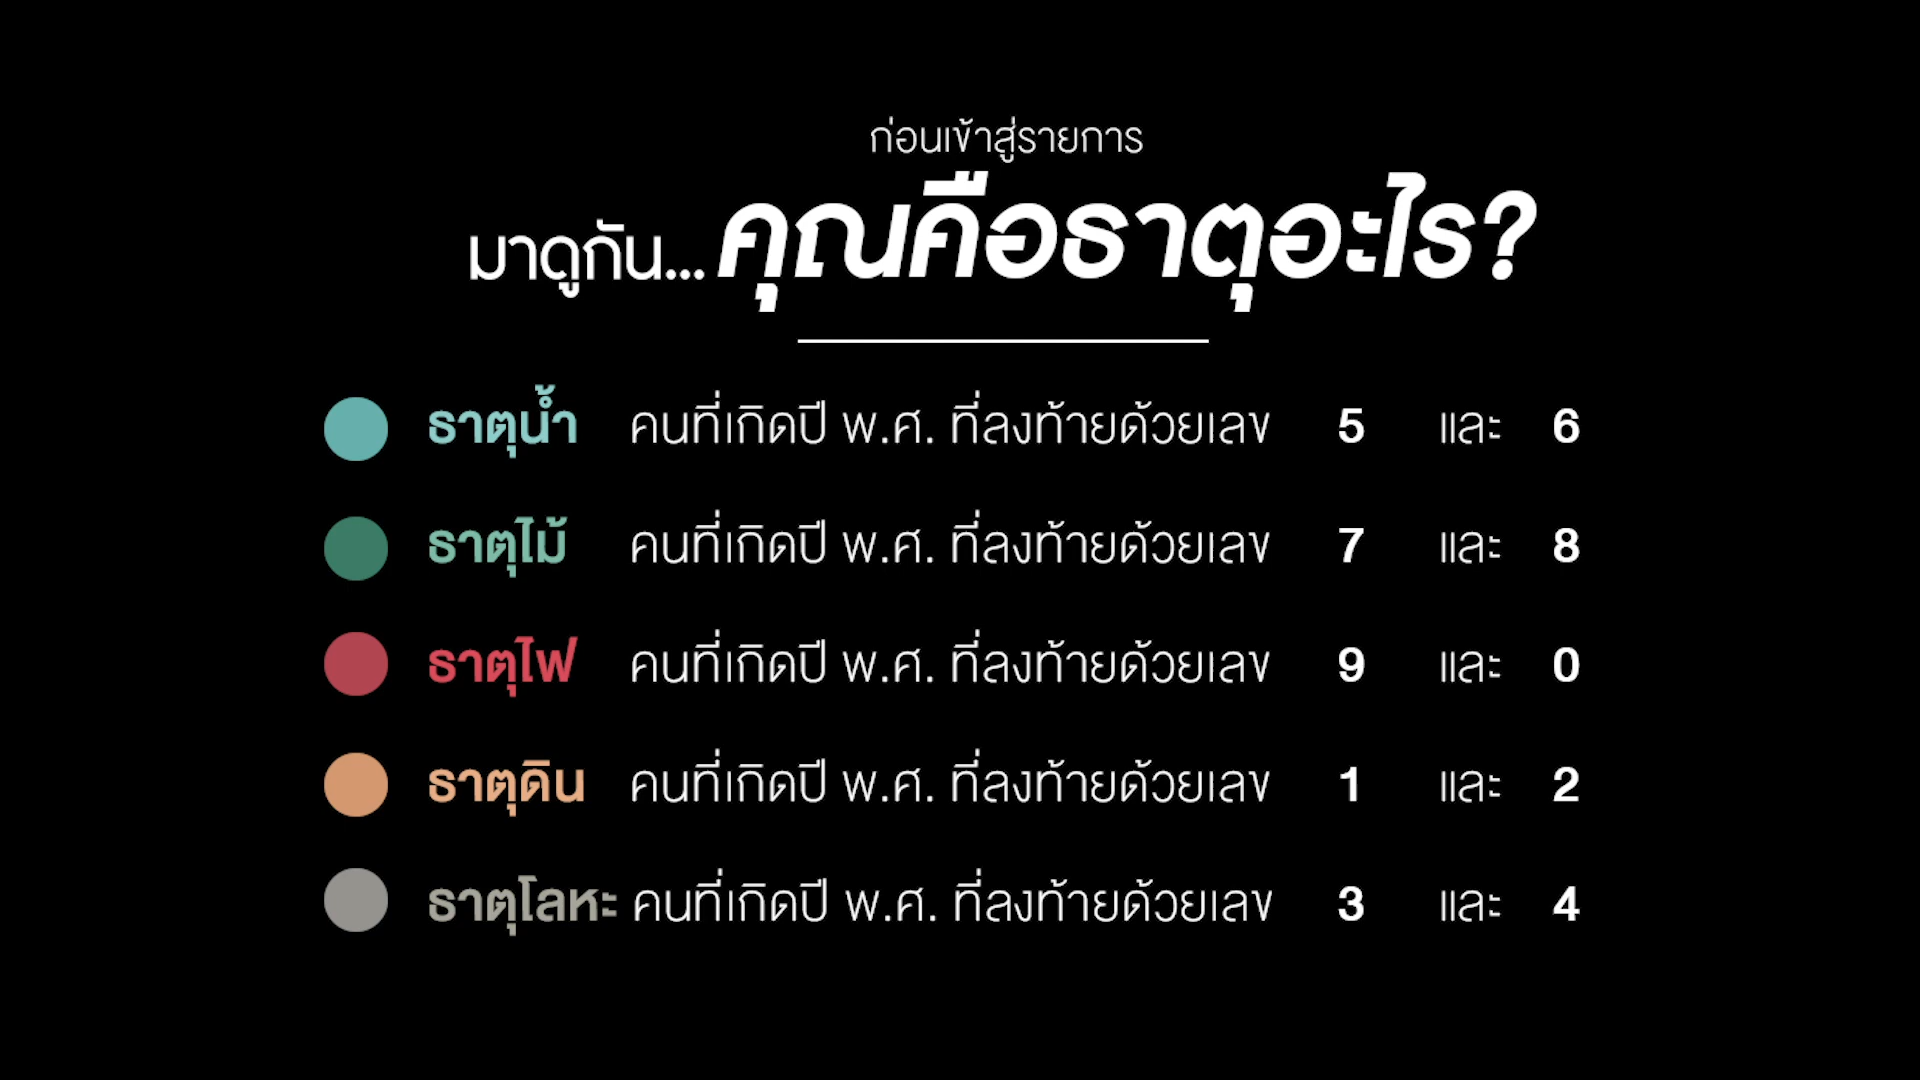 ก่อนเข้าสู่รายการ
มาดูกัน... คุณคือธาตุอะไร?
ธาตุน้ำ คนที่เกิดปี พ.ศ. ที่ลงท้ายด้วยเลข 5 และ 6
ธาตุไม้ คนที่เกิดปี พ.ศ. ที่ลงท้ายด้วยเลข 7 และ 8
ธาตุไฟ คนที่เกิดปี พ.ศ. ที่ลงท้ายด้วยเลข 9 และ 0
ธาตุดิน คนที่เกิดปี พ.ศ. ที่ลงท้ายด้วยเลข 1 และ 2
ธาตุโลหะ คนที่เกิดปี พ.ศ. ที่ลงท้ายด้วยเลข 3 และ 4